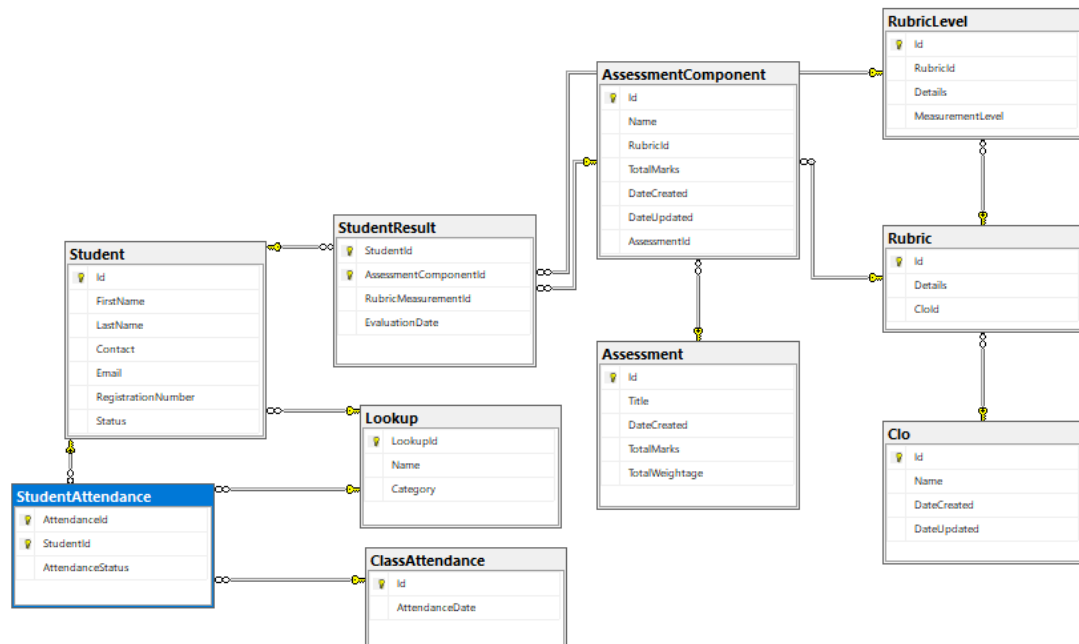 RubricLevel
Id
RubricId
Details
MeasurementLevel
AssessmentComponent
Id
Name
RubricId
TotalMarks
DateCreated
DateUpdated
AssessmentId
StudentResult
StudentId
AssessmentComponentId
RubricMeasurementId
EvaluationDate
Rubric
Id
Details
CloId
Student
Id
FirstName
LastName
Contact
Email
RegistrationNumber
Status
Assessment
Id
Title
DateCreated
TotalMarks
TotalWeightage
Lookup
LookupId
Name
Category
Clo
Id
Name
DateCreated
DateUpdated
StudentAttendance
AttendanceId
StudentId
AttendanceStatus
ClassAttendance
Id
AttendanceDate